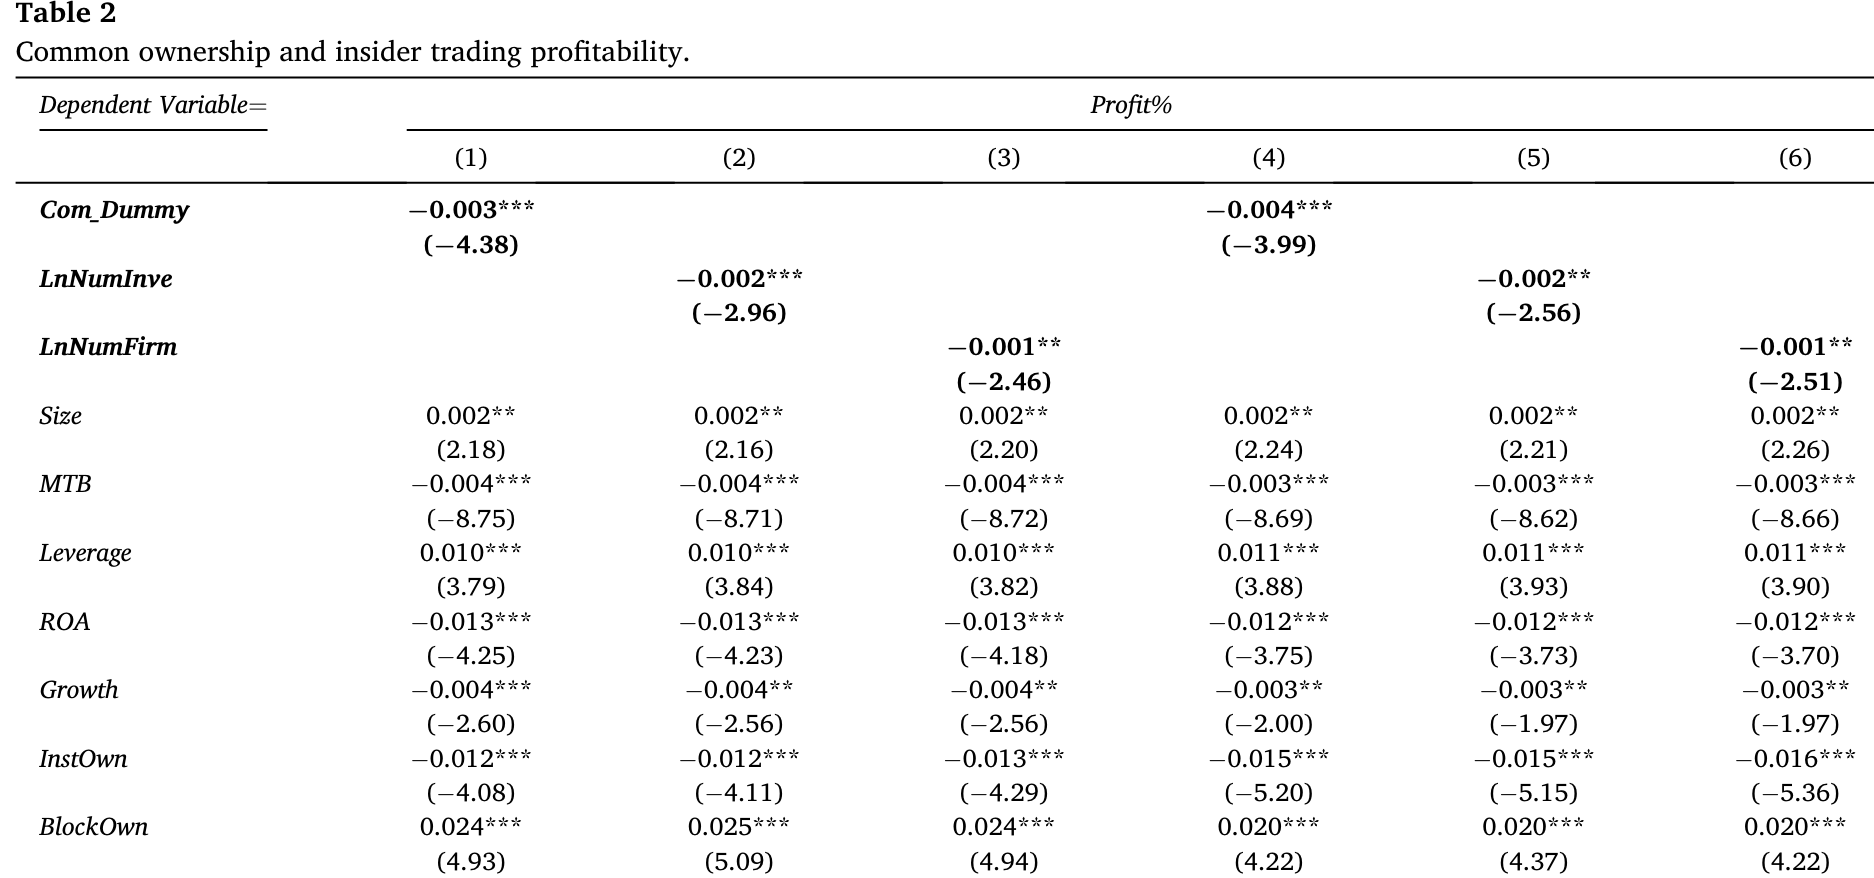 Table 2
Common ownership and insider trading profitability.
Dependent Variable= Profit%
(1) (2) (3) (4) (5) (6)
Com_Dummy −0.003*** −0.004***
(−4.38) (−3.99)
LnNumInve −0.002*** −0.002**
(−2.96) (−2.56)
LnNumFirm −0.001** −0.001**
(−2.46) (−2.51)
Size 0.002** 0.002** 0.002** 0.002** 0.002** 0.002**
(2.18) (2.16) (2.20) (2.24) (2.21) (2.26)
MTB −0.004*** −0.004*** −0.004*** −0.003*** −0.003*** −0.003***
(−8.75) (−8.71) (−8.72) (−8.69) (−8.62) (−8.66)
Leverage 0.010*** 0.010*** 0.010*** 0.011*** 0.011*** 0.011***
(3.79) (3.84) (3.82) (3.88) (3.93) (3.90)
ROA −0.013*** −0.013*** −0.013*** −0.012*** −0.012*** −0.012***
(−4.25) (−4.23) (−4.18) (−3.75) (−3.73) (−3.70)
Growth −0.004*** −0.004** −0.004** −0.003** −0.003** −0.003**
(−2.60) (−2.56) (−2.56) (−2.00) (−1.97) (−1.97)
InstOwn −0.012*** −0.012*** −0.013*** −0.015*** −0.015*** −0.016***
(−4.08) (−4.11) (−4.29) (−5.20) (−5.15) (−5.36)
BlockOwn 0.024*** 0.025*** 0.024*** 0.020*** 0.020*** 0.020***
(4.93) (5.09) (4.94) (4.22) (4.37) (4.22)